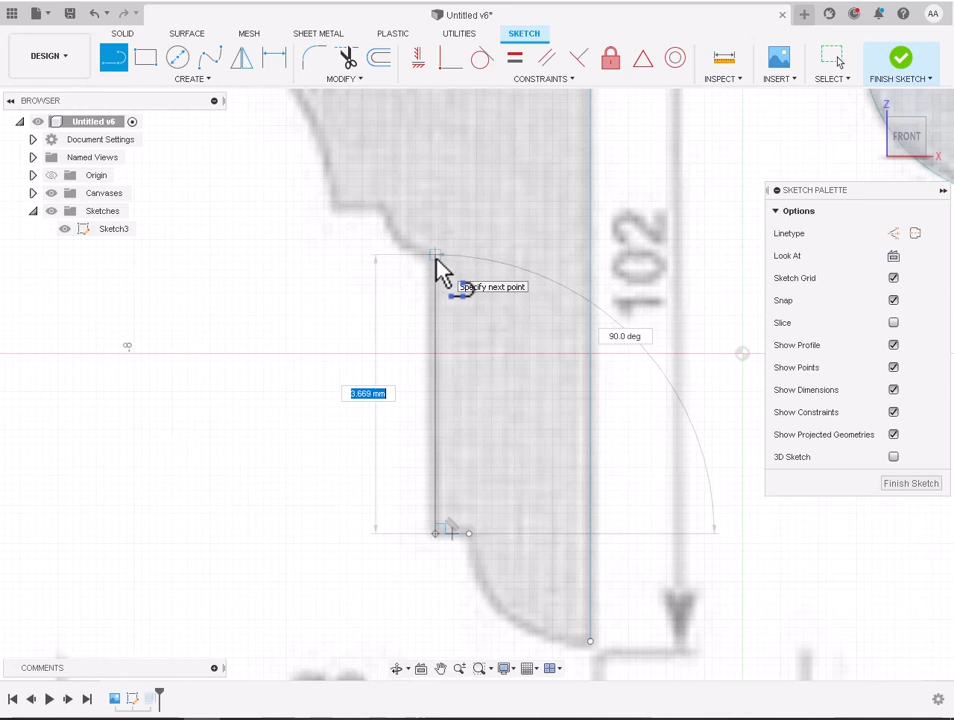 Untitled v6*
AA
DESIGN
SOLID
SURFACE
MESH
SHEET METAL
PLASTIC
UTILITIES
SKETCH
CREATE
MODIFY
CONSTRAINTS
INSPECT
INSERT
SELECT
FINISH SKETCH
BROWSER
Untitled v6
Document Settings
Named Views
Origin
Canvases
Sketches
Sketch3
Z
FRONT
X
SKETCH PALETTE
Options
Linetype
Look At
Sketch Grid
Snap
Slice
Show Profile
Show Points
Show Dimensions
Show Constraints
Show Projected Geometries
3D Sketch
Finish Sketch
102
Specify next point
90.0 deg
3.669 mm
8
COMMENTS